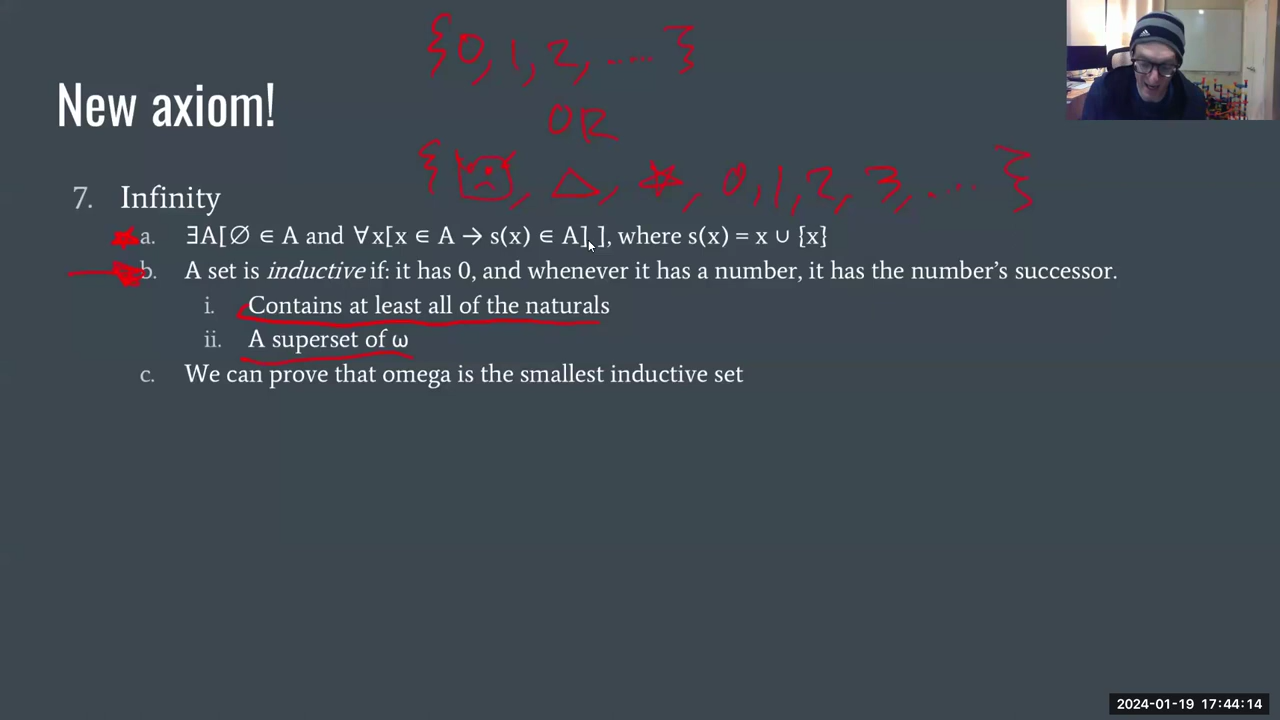 {0, 1, 2, ..... }
OR
{ , △, ☆, 0, 1, 2, 3, .... }
New axiom!
7. Infinity
a. ∃A[∅ ∈ A and ∀x[x ∈ A → s(x) ∈ A] ], where s(x) = x ∪ {x}
b. A set is inductive if: it has 0, and whenever it has a number, it has the number's successor.
i. Contains at least all of the naturals
ii. A superset of ω
c. We can prove that omega is the smallest inductive set
2024-01-19 17:44:14